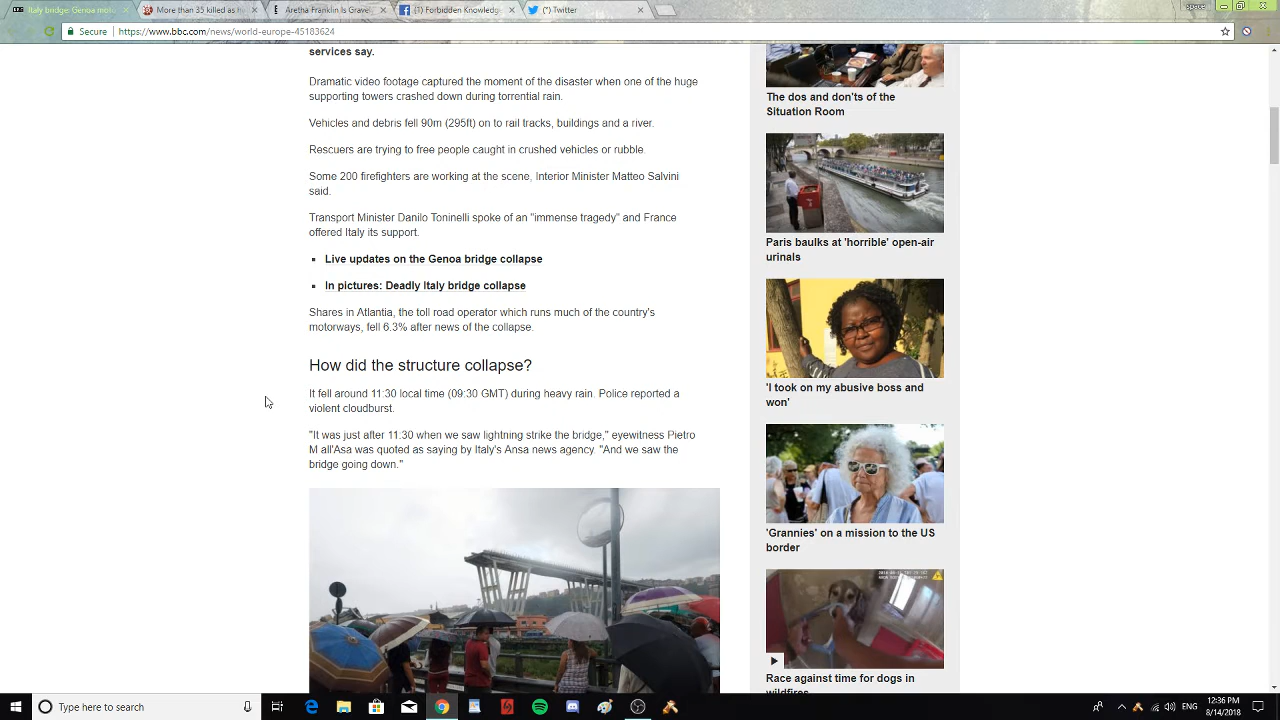 Italy bridge: Genoa mo
More than 35 killed as h
Aretha Franklin Is Gravel
(1) Forbidden Knowledg
(*) Twitter
Secure https://www.bbc.com/news/world-europe-45183624
services say.
Dramatic video footage captured the moment of the disaster when one of the huge
supporting towers crashed down during torrential rain.
Vehicles and debris fell 90m (295ft) on to rail tracks, buildings and a river.
Rescuers are trying to free people caught in crushed vehicles or rubble.
Some 200 firefighters are working at the scene, Interior Minister Matteo Salvini
said.
Transport Minister Danilo Toninelli spoke of an "immense tragedy" and France
offered Italy its support.
Live updates on the Genoa bridge collapse
In pictures: Deadly Italy bridge collapse
Shares in Atlantia, the toll road operator which runs much of the country's
motorways, fell 6.3% after news of the collapse.
How did the structure collapse?
It fell around 11:30 local time (09:30 GMT) during heavy rain. Police reported a
violent cloudburst.
"It was just after 11.30 when we saw lightning strike the bridge," eyewitness Pietro
M all'Asa was quoted as saying by Italy's Ansa news agency. "And we saw the
bridge going down."
The dos and don'ts of the
Situation Room
Paris baulks at 'horrible' open-air
urinals
'I took on my abusive boss and
won'
'Grannies' on a mission to the US
border
Race against time for dogs in
wildfires
Type here to search
ENG
12:36 PM
8/14/2018